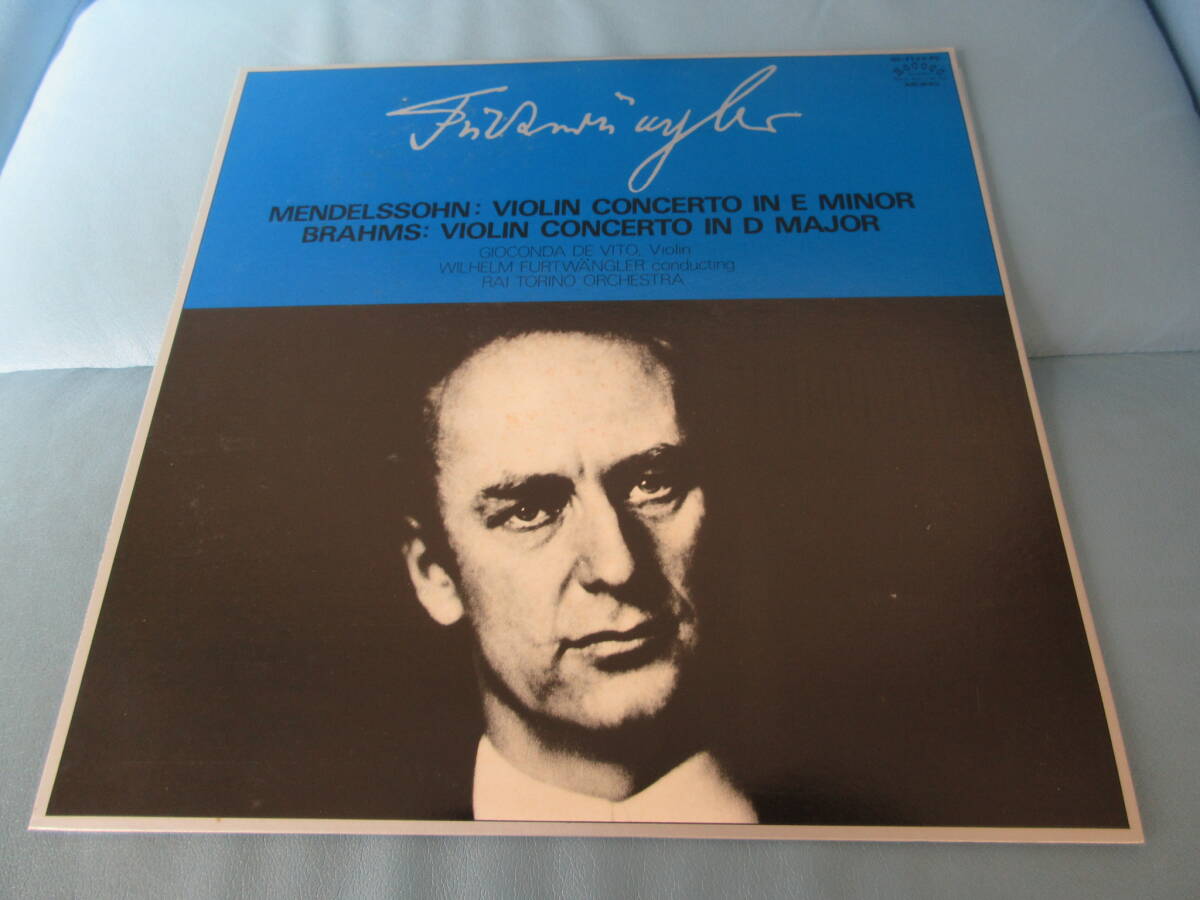 Furtwängler
MENDELSSOHN: VIOLIN CONCERTO IN E MINOR
BRAHMS: VIOLIN CONCERTO IN D MAJOR
GIOCONDA DE VITO, Violin
WILHELM FURTWÄNGLER conducting
RAI TORINO ORCHESTRA